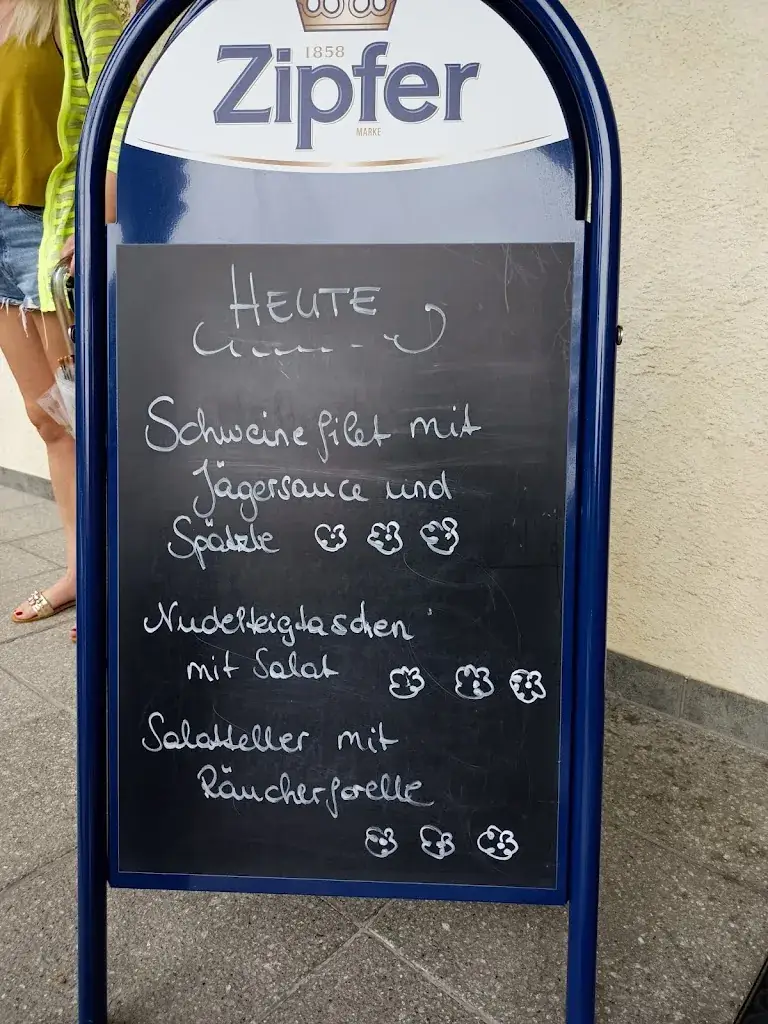 1858
Zipfer
MARKE
HEUTE
Schweinefilet mit
Jägersauce und
Spätzle
Nudelteigtaschen
mit Salat
Salatteller mit
Räucherforelle